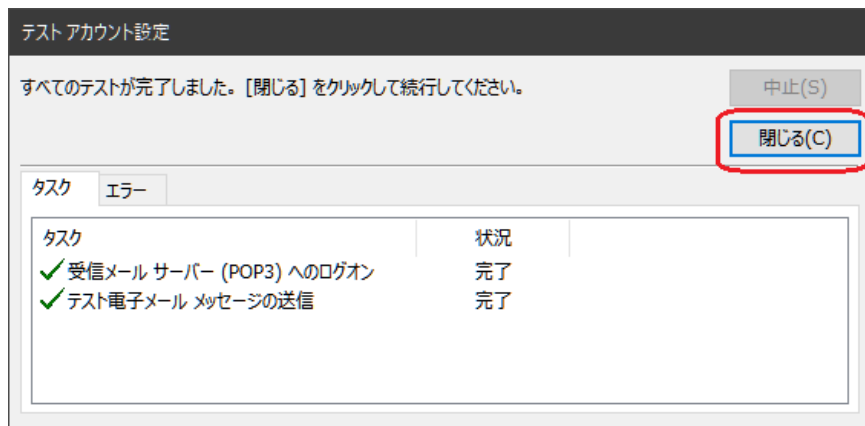 テスト アカウント設定
すべてのテストが完了しました。[閉じる] をクリックして続行してください。
中止(S)
閉じる(C)
タスク エラー
タスク 状況
受信メール サーバー (POP3) へのログオン 完了
テスト電子メール メッセージの送信 完了